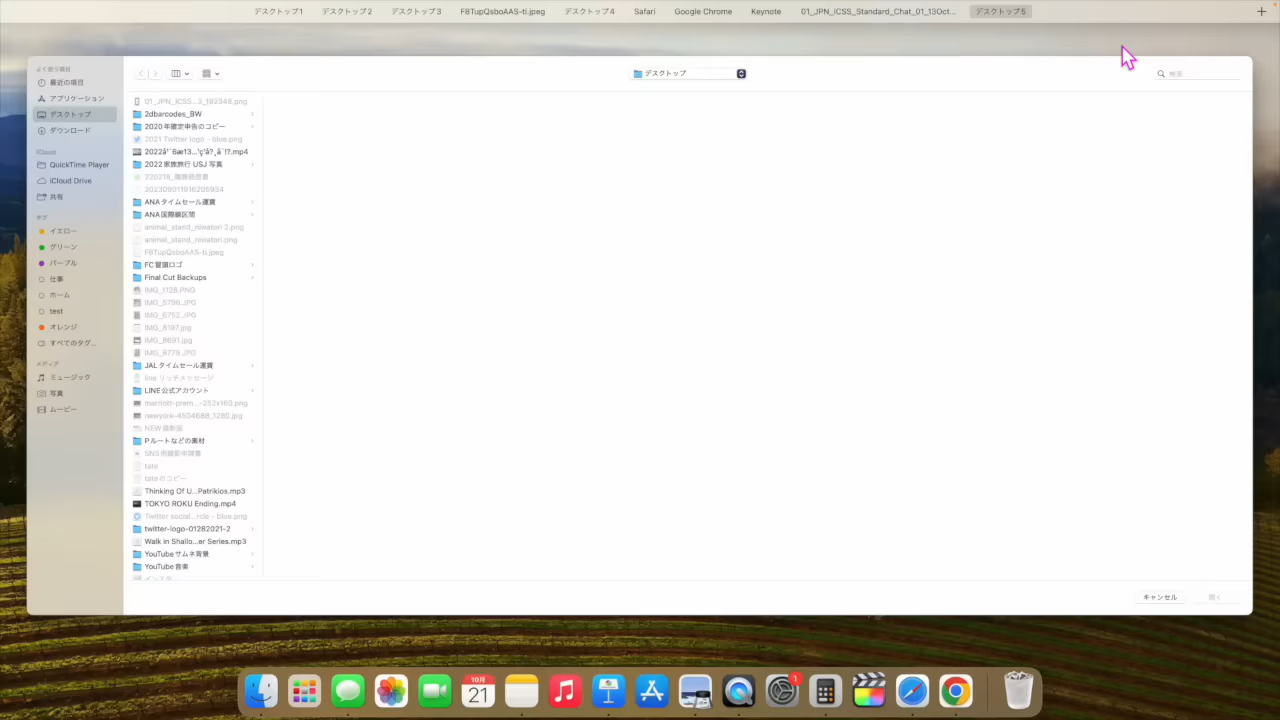 デスクトップ1 デスクトップ2 デスクトップ3 F8TupQsboAAS-ti.jpeg デスクトップ4 Safari Google Chrome Keynote 01_JPN_ICSS_Standard_Chat_01_13Oct... デスクトップ5
よく使う項目
最近の項目
アプリケーション
デスクトップ
ダウンロード
iCloud
QuickTime Player
iCloud Drive
共有
タグ
イエロー
グリーン
パープル
仕事
ホーム
test
オレンジ
すべてのタグ...
メディア
ミュージック
写真
ムービー
デスクトップ
検索
01_JPN_ICSS...3_192348.png
2dbarcodes_BW
2020年確定申告のコピー
2021 Twitter logo - blue.png
2022家族旅行 USJ 写真
202309011916205934
ANAタイムセール運賃
ANA国際線区間
animal_stand_niwatori 2.png
animal_stand_niwatori.png
F8TupQsboAAS-ti.jpeg
FC冒頭ロゴ
Final Cut Backups
IMG_1128.PNG
IMG_5796.JPG
IMG_6752.JPG
IMG_8197.jpg
IMG_8691.jpg
IMG_8779.JPG
JALタイムセール運賃
line リッチメッセージ
LINE公式アカウント
marriott-prem...-252x160.png
newyork-4504688_1280.jpg
NEW最新版
Pルートなどの素材
SNS用撮影申請書
tate
tateのコピー
Thinking Of U...Patrikios.mp3
TOKYO ROKU Ending.mp4
Twitter social...rcle - blue.png
twitter-logo-01282021-2
Walk in Shallo...er Series.mp3
YouTubeサムネ背景
YouTube音楽
キャンセル 開く
10月
21
1